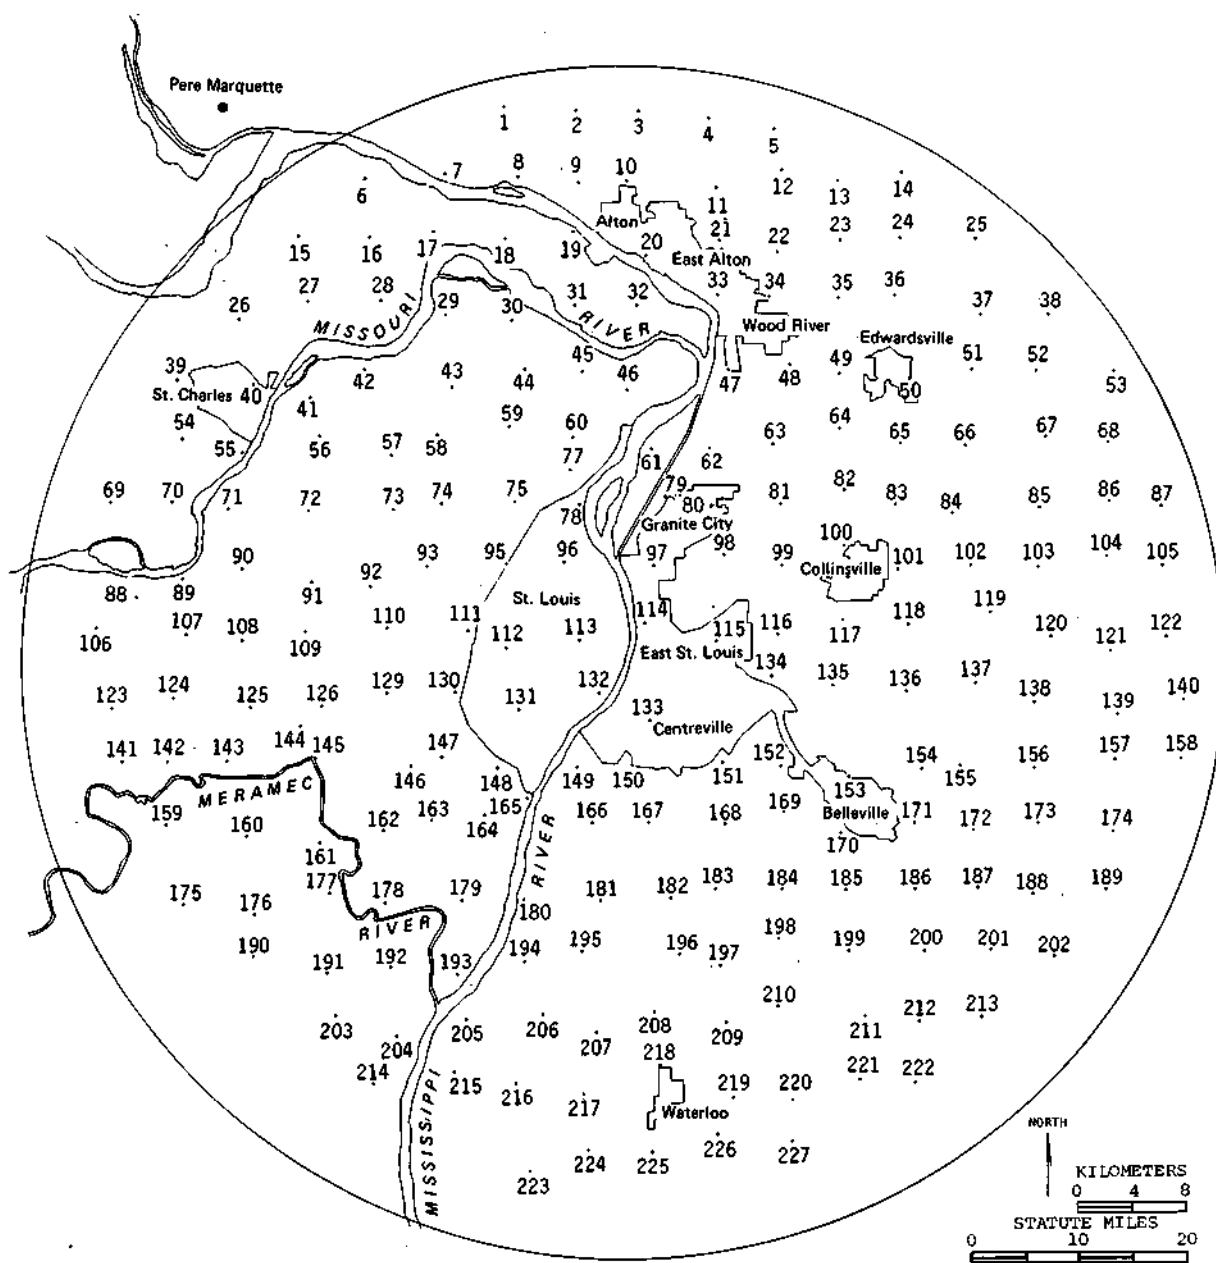 Pere Marquette
1 2 3 4 5
6 7 8 9 10 11 12 13 14
Alton
15 16 17 18 19 20 21 22 23 24 25
East Alton
26 27 28 29 30 31 32 33 34 35 36 37 38
MISSOURI RIVER
Wood River
Edwardsville
39 40 41 42 43 44 45 46 47 48 49 50 51 52 53
St. Charles
54 55 56 57 58 59 60 61 62 63 64 65 66 67 68
69 70 71 72 73 74 75 77 78 79 80 81 82 83 84 85 86 87
Granite City
88 89 90 91 92 93 95 96 97 98 99 100 101 102 103 104 105
Collinsville
St. Louis
106 107 108 109 110 111 112 113 114 115 116 117 118 119 120 121 122
East St. Louis
123 124 125 126 129 130 131 132 133 134 135 136 137 138 139 140
Centreville
141 142 143 144 145 146 147 148 149 150 151 152 153 154 155 156 157 158
MERAMEC RIVER
Belleville
159 160 161 162 163 164 165 166 167 168 169 170 171 172 173 174
175 176 177 178 179 180 181 182 183 184 185 186 187 188 189
190 191 192 193 194 195 196 197 198 199 200 201 202
203 204 205 206 207 208 209 210 211 212 213
214 215 216 217 218 219 220 221 222
Waterloo
223 224 225 226 227
MISSISSIPPI RIVER
NORTH
KILOMETERS
0 4 8
STATUTE MILES
0 10 20